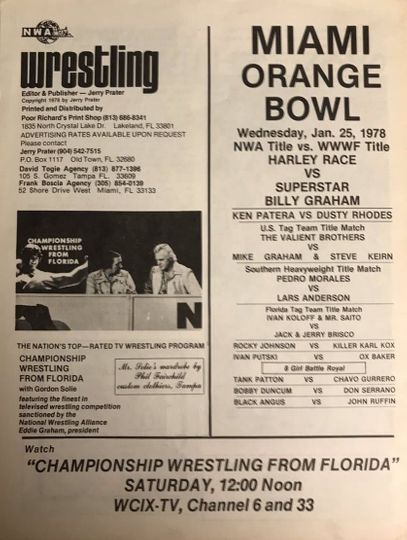 NWA
wrestling
Editor & Publisher — Jerry Prater
Copyright 1978 by Jerry Prater
Printed and Distributed by
Poor Richard's Print Shop (813) 686-8341
1835 North Crystal Lake Dr. Lakeland, FL 33801
ADVERTISING RATES AVAILABLE UPON REQUEST
Please contact
Jerry Prater (904) 542-7515
P.O. Box 1117 Old Town, FL 32680
David Togie Agency (813) 877-1396
105 S. Gomez Tampa FL. 33609
Frank Boscia Agency (305) 854-0139
52 Shore Drive West Miami, FL 33133
CHAMPIONSHIP
WRESTLING
FROM FLORIDA
N
THE NATION'S TOP—RATED TV WRESTLING PROGRAM
CHAMPIONSHIP
WRESTLING
FROM FLORIDA
with Gordon Solie
featuring the finest in
televised wrestling competition
sanctioned by the
National Wrestling Alliance
Eddie Graham, president
Mr. Solie's wardrobe by
Phil Fairchild
custom clothiers, Tampa
MIAMI
ORANGE
BOWL
Wednesday, Jan. 25, 1978
NWA Title vs. WWWF Title
HARLEY RACE
VS
SUPERSTAR
BILLY GRAHAM
KEN PATERA VS DUSTY RHODES
U.S. Tag Team Title Match
THE VALIENT BROTHERS
VS
MIKE GRAHAM & STEVE KEIRN
Southern Heavyweight Title Match
PEDRO MORALES
VS
LARS ANDERSON
Florida Tag Team Title Match
IVAN KOLOFF & MR. SAITO
VS
JACK & JERRY BRISCO
ROCKY JOHNSON VS KILLER KARL KOX
IVAN PUTSKI VS OX BAKER
8 Girl Battle Royal
TANK PATTON VS CHAVO GURRERO
BOBBY DUNCUM VS DON SERRANO
BLACK ANGUS VS JOHN RUFFIN
Watch
"CHAMPIONSHIP WRESTLING FROM FLORIDA"
SATURDAY, 12:00 Noon
WCIX-TV, Channel 6 and 33